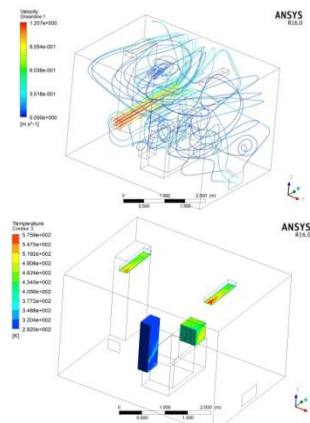 Velocity
Streamline 1
1.207e+000
9.054e-001
6.036e-001
3.018e-001
0.000e+000
[m s^-1]
ANSYS
R16.0
0 1.000 2.000 (m)
0.500 1.500
Temperature
Contour 3
5.759e+002
5.475e+002
5.192e+002
4.908e+002
4.624e+002
4.340e+002
4.056e+002
3.772e+002
3.488e+002
3.204e+002
2.920e+002
[K]
ANSYS
R16.0
0 1.000 2.000 (m)
0.500 1.500